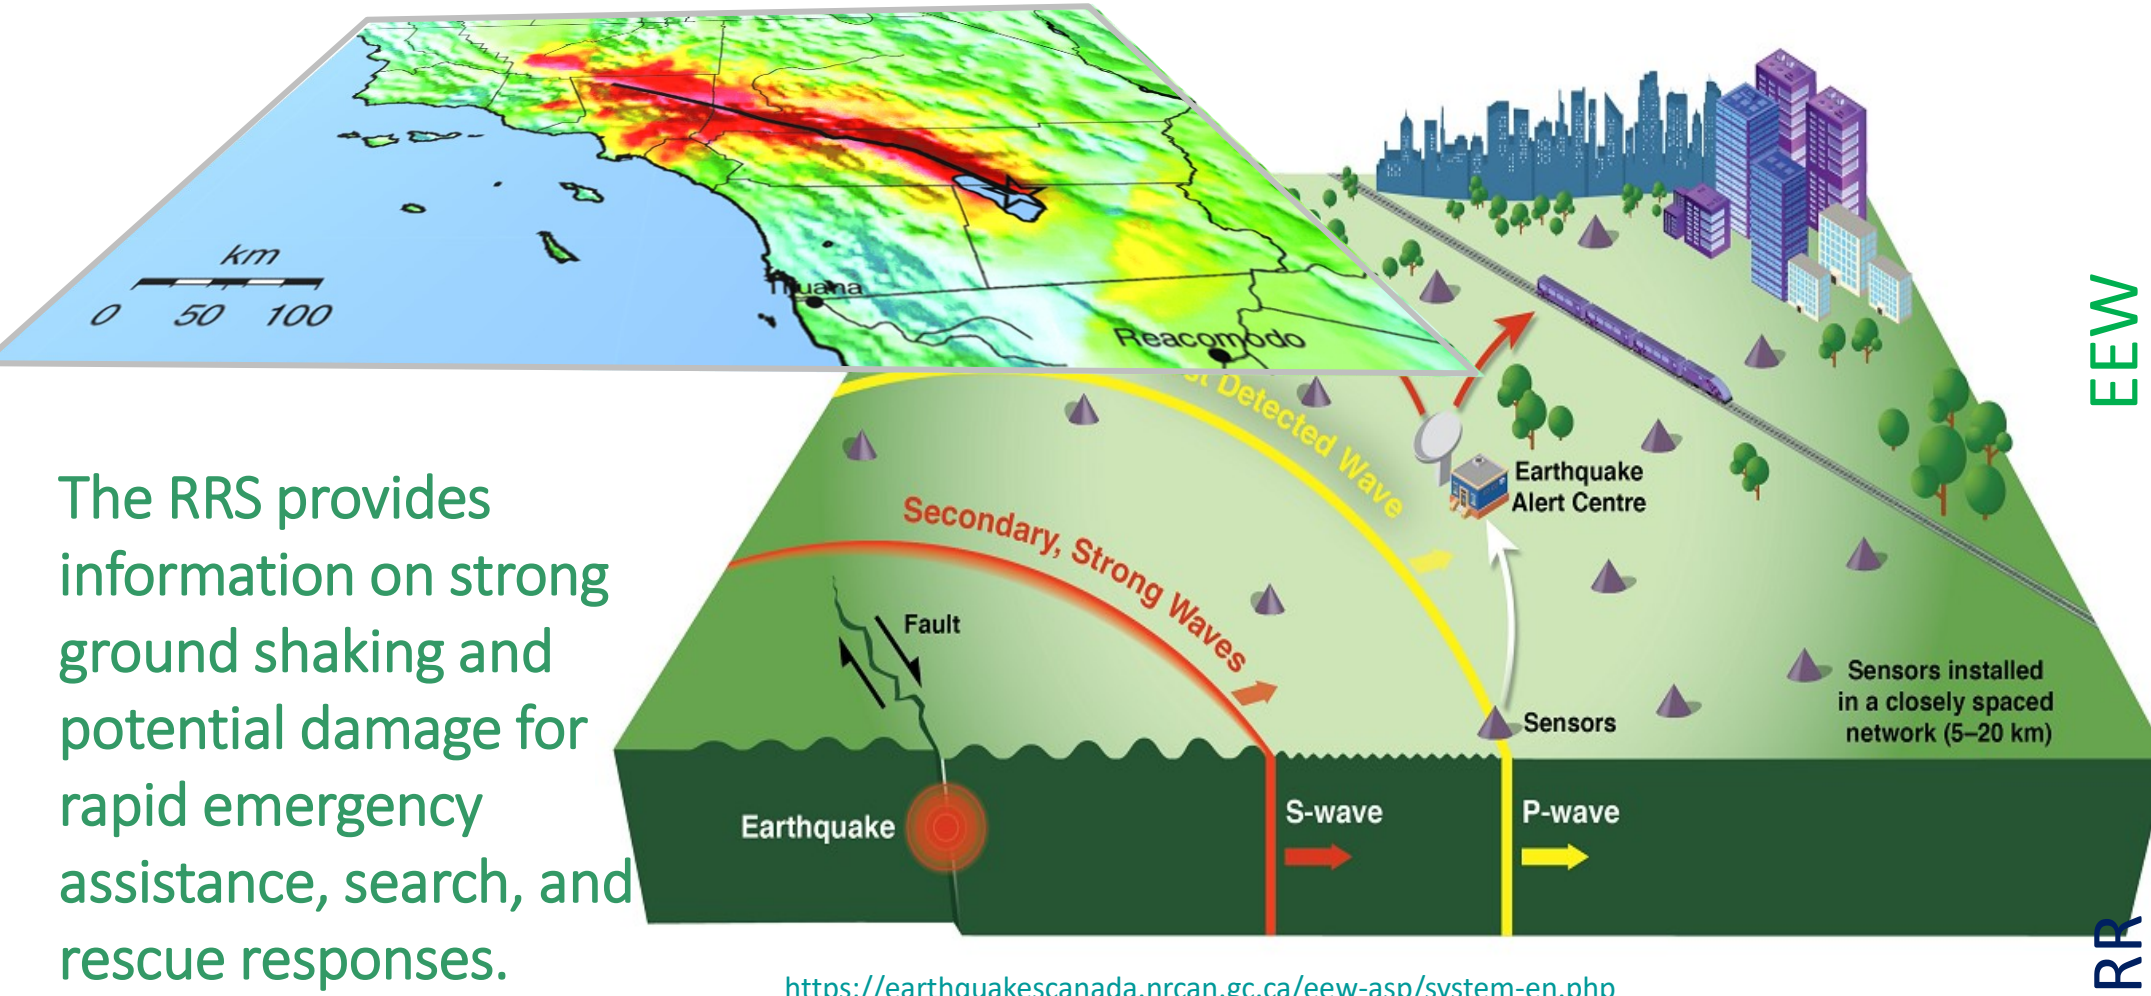 km
0 50 100
Tijuana
Reacomodo
EEW
Detected Wave
Earthquake
Alert Centre
Secondary, Strong Waves
Fault
Sensors installed
in a closely spaced
network (5–20 km)
Sensors
Earthquake
S-wave
P-wave
The RRS provides
information on strong
ground shaking and
potential damage for
rapid emergency
assistance, search, and
rescue responses.
RR
https://earthquakescanada.nrcan.gc.ca/eew-asp/system-en.php